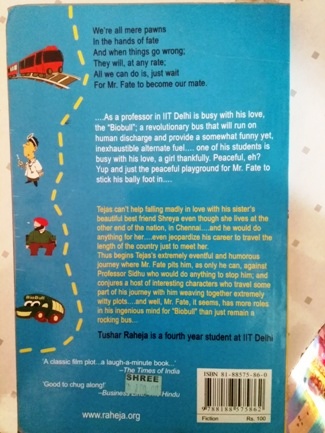 We're all mere pawns
In the hands of fate
And when things go wrong;
They will, at any rate;
All we can do is, just wait
For Mr. Fate to become our mate.
....As a professor in IIT Delhi is busy with his love,
the "Biobull"; a revolutionary bus that will run on
human discharge and provide a somewhat funny yet,
inexhaustible alternate fuel.... one of his students is
busy with his love, a girl thankfully. Peaceful, eh?
Yup and just the peaceful playground for Mr. Fate to
stick his bally foot in....
Tejas can't help falling madly in love with his sister's
beautiful best friend Shreya even though she lives at the
other end of the nation, in Chennai....and he would do
anything for her...even jeopardize his career to travel the
length of the country just to meet her.
Thus begins Tejas's extremely eventful and humorous
journey where Mr. Fate pits him, as only he can, against
Professor Sidhu who would do anything to slop him; and
conjures a host of interesting characters who travel some
part of his journey with him weaving together extremely
witty plots....and well, Mr. Fate, it seems, has more roles
in his ingenious mind for "Biobull" than just remain a
rocking bus...
BioBull
Tushar Raheja is a fourth year student at IIT Delhi
'A classic film plot...a laugh-a-minute book...'
–The Times of India
SHREE
'Good to chug along!'
–Business Hindu
www.raheja.org
ISBN 81-88575-86-0
9 788188 575862
Fiction Rs. 100